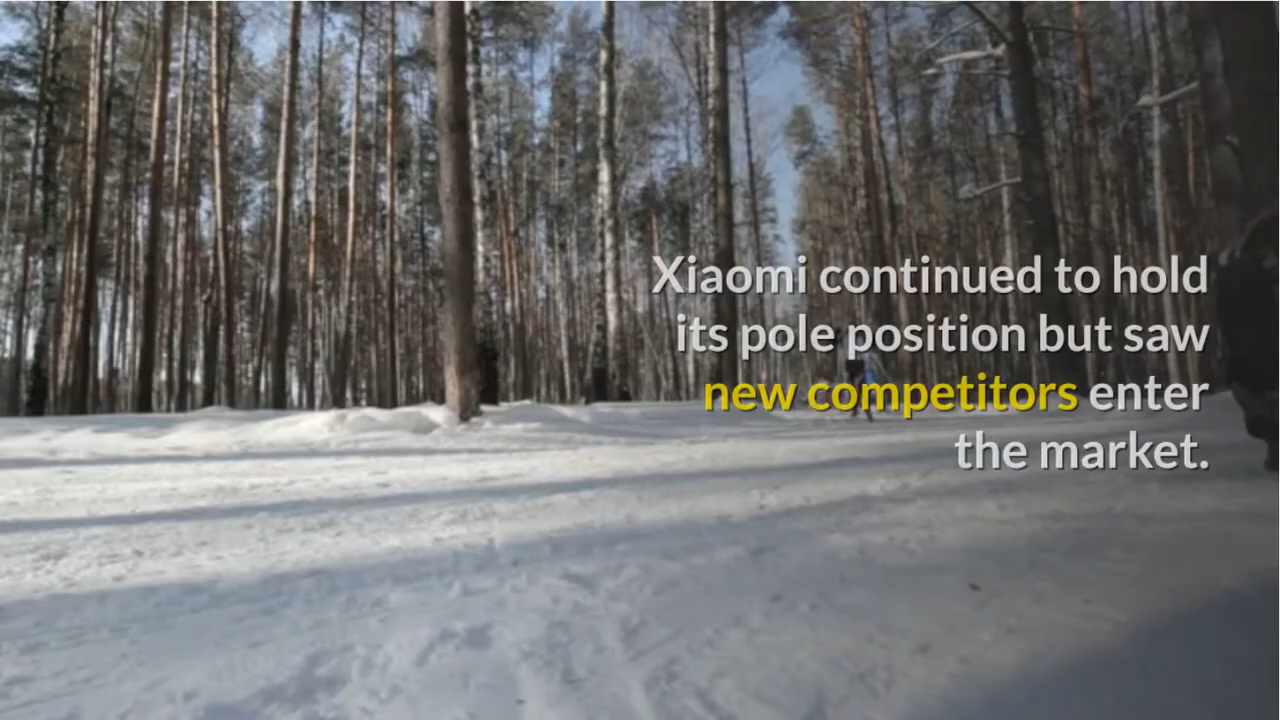 Xiaomi continued to hold
its pole position but saw
new competitors enter
the market.